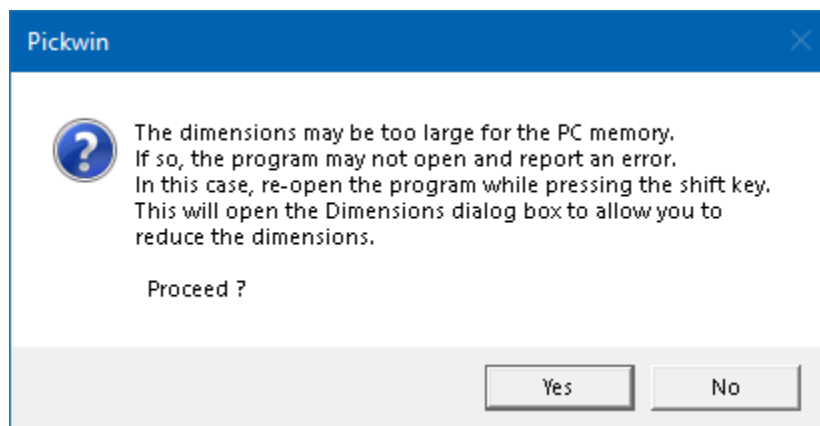 Pickwin
The dimensions may be too large for the PC memory.
If so, the program may not open and report an error.
In this case, re-open the program while pressing the shift key.
This will open the Dimensions dialog box to allow you to
reduce the dimensions.
Proceed ?
Yes
No